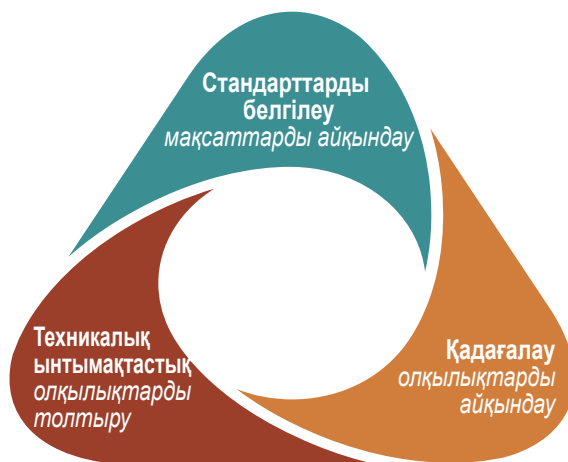 Стандарттарды
белгілеу
мақсаттарды айқындау
Техникалық
ынтымақтастық
олқылықтарды
толтыру
Қадағалау
олқылықтарды
айқындау